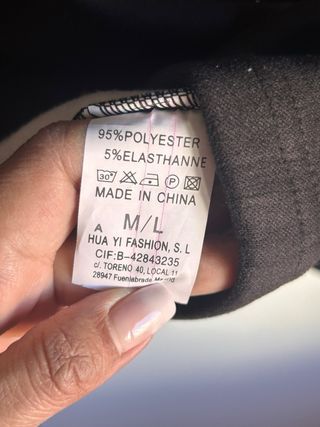 95%POLYESTER
5%ELASTHANNE
30° P
MADE IN CHINA
M/L
A
HUA YI FASHION, S. L
CIF:B-42843235
c/. TORENO 40, LOCAL 11
28947 Fuenlabrada Madrid